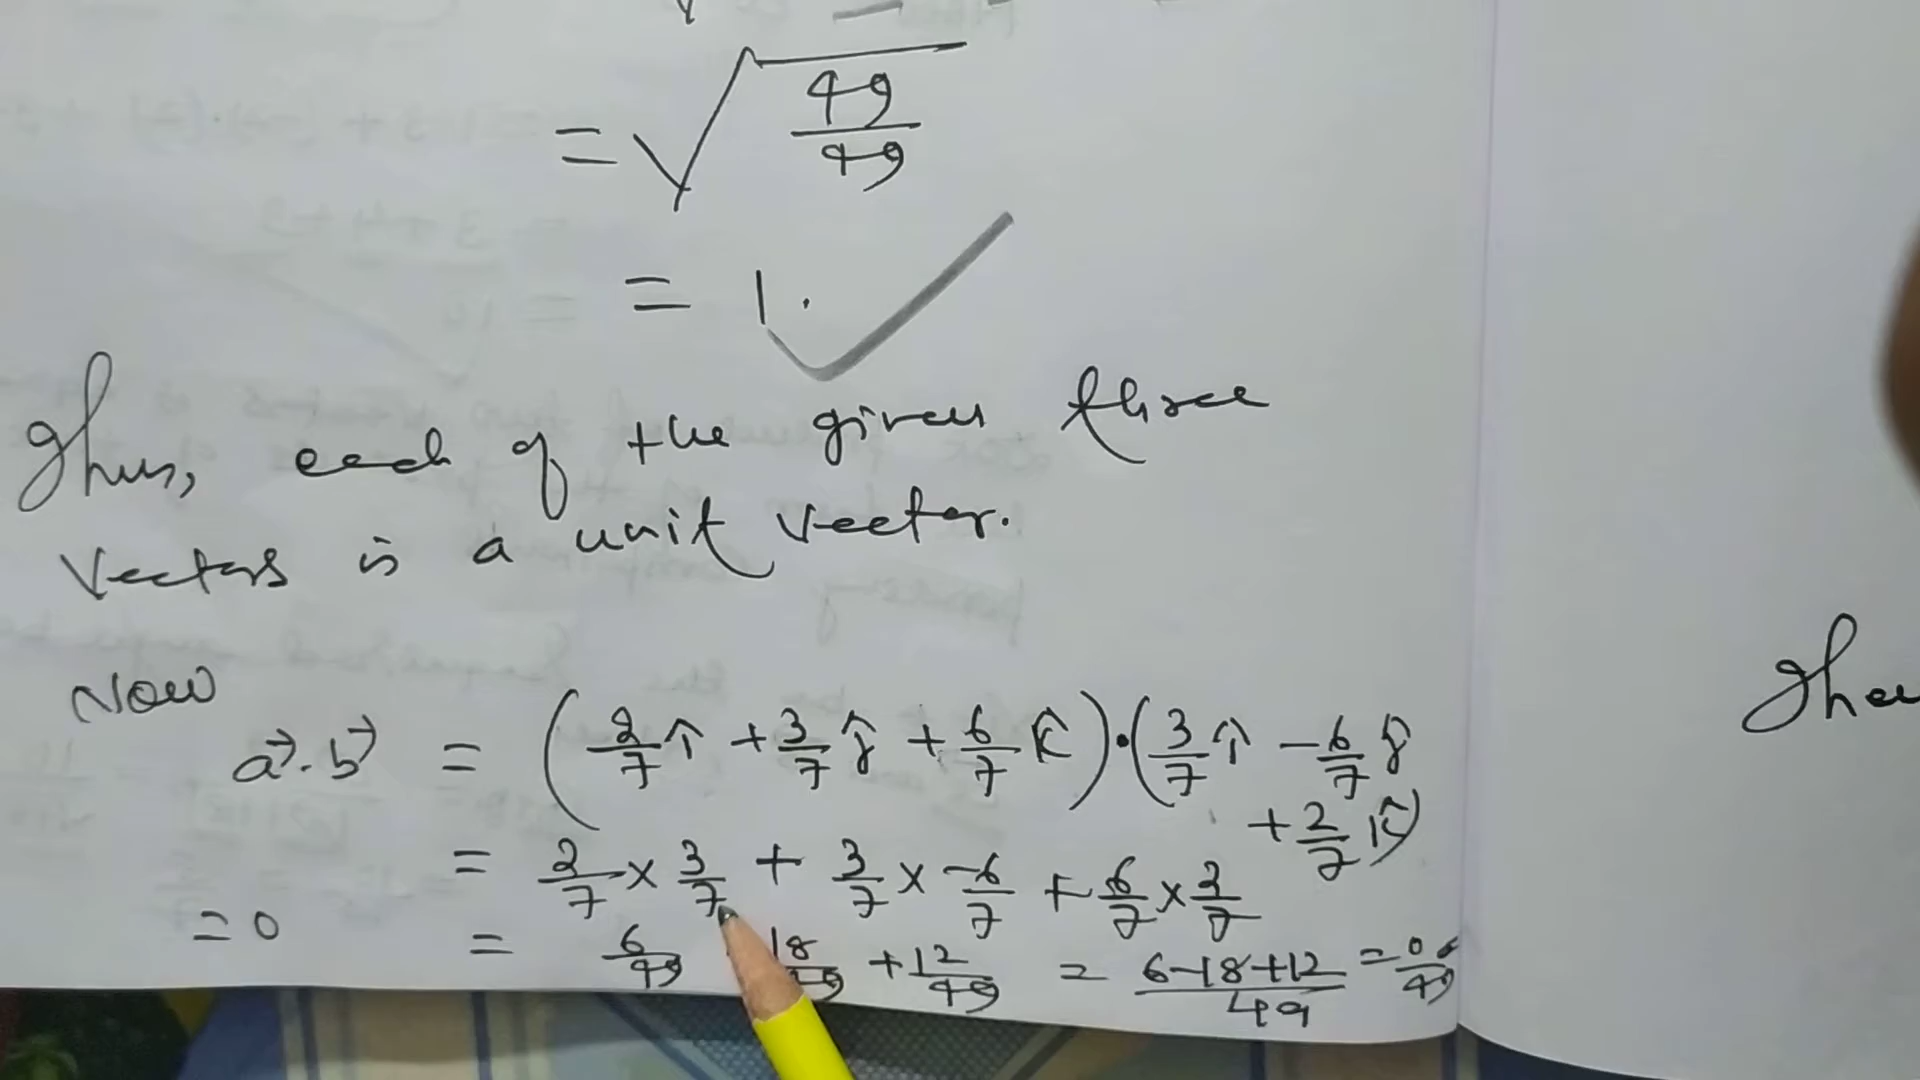 = √(49/49)
= 1.
Thus, each of the given three
vectors is a unit vector.
Now
a⃗·b⃗ = (2/7 î + 3/7 ĵ + 6/7 k̂)·(3/7 î − 6/7 ĵ
+ 2/7 k̂)
= 2/7 × 3/7 + 3/7 × −6/7 + 6/7 × 2/7
= 6/49 18/49 + 12/49 = 6−18+12/49 = 0/49
= 0